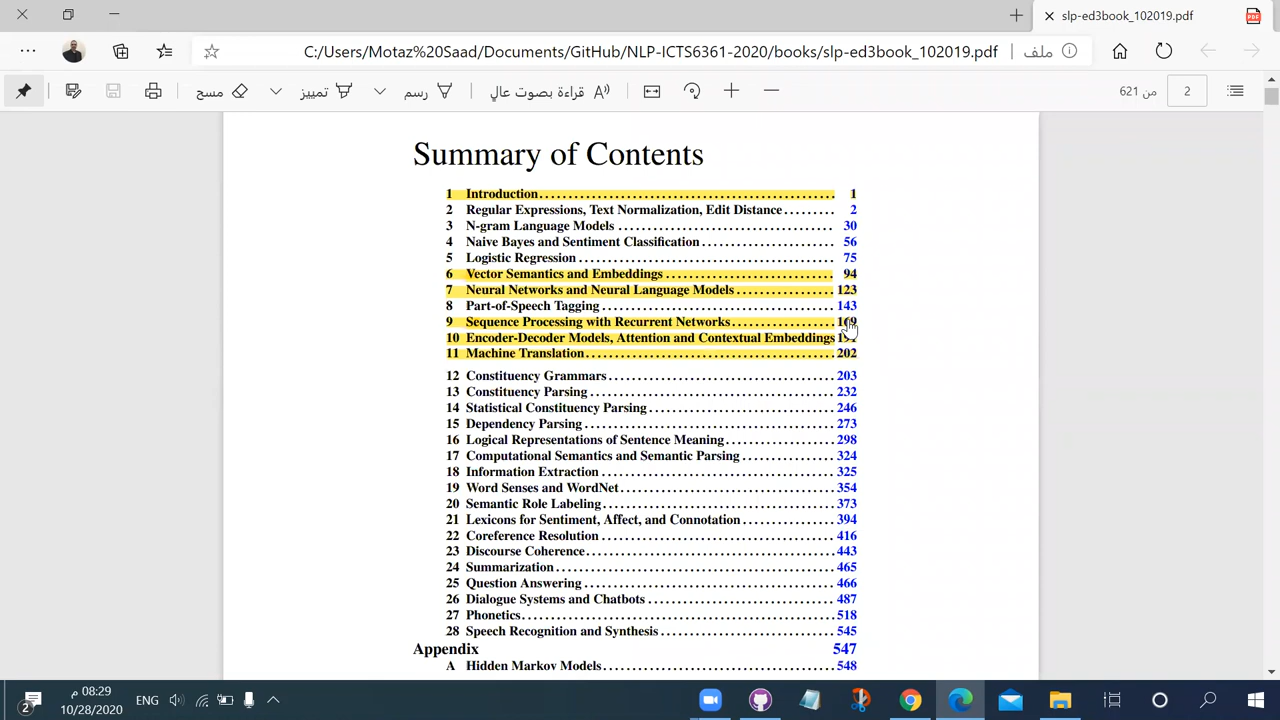 slp-ed3book_102019.pdf
ملف
C:/Users/Motaz%20Saad/Documents/GitHub/NLP-ICTS6361-2020/books/slp-ed3book_102019.pdf
2 من 621
قراءة بصوت عالٍ
رسم
تمييز
مسح
Summary of Contents
1 Introduction 1
2 Regular Expressions, Text Normalization, Edit Distance 2
3 N-gram Language Models 30
4 Naive Bayes and Sentiment Classification 56
5 Logistic Regression 75
6 Vector Semantics and Embeddings 94
7 Neural Networks and Neural Language Models 123
8 Part-of-Speech Tagging 143
9 Sequence Processing with Recurrent Networks 169
10 Encoder-Decoder Models, Attention and Contextual Embeddings 191
11 Machine Translation 202
12 Constituency Grammars 203
13 Constituency Parsing 232
14 Statistical Constituency Parsing 246
15 Dependency Parsing 273
16 Logical Representations of Sentence Meaning 298
17 Computational Semantics and Semantic Parsing 324
18 Information Extraction 325
19 Word Senses and WordNet 354
20 Semantic Role Labeling 373
21 Lexicons for Sentiment, Affect, and Connotation 394
22 Coreference Resolution 416
23 Discourse Coherence 443
24 Summarization 465
25 Question Answering 466
26 Dialogue Systems and Chatbots 487
27 Phonetics 518
28 Speech Recognition and Synthesis 545
Appendix 547
A Hidden Markov Models 548
2
08:29 م
10/28/2020
ENG